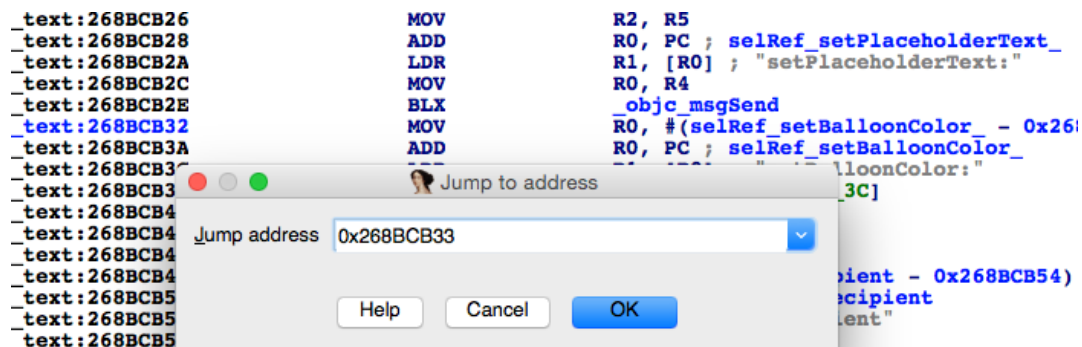 _text:268BCB26 MOV R2, R5
_text:268BCB28 ADD R0, PC ; selRef_setPlaceholderText_
_text:268BCB2A LDR R1, [R0] ; "setPlaceholderText:"
_text:268BCB2C MOV R0, R4
_text:268BCB2E BLX _objc_msgSend
_text:268BCB32 MOV R0, #(selRef_setBalloonColor_ - 0x268
_text:268BCB3A ADD R0, PC ; selRef_setBalloonColor_
_text:268BCB3 lloonColor:"
_text:268BCB3 Jump to address _3C]
_text:268BCB4
_text:268BCB4 Jump address 0x268BCB33
_text:268BCB4
_text:268BCB4 pient - 0x268BCB54)
_text:268BCB5 ecipient
_text:268BCB5 Help Cancel OK ent"
_text:268BCB5